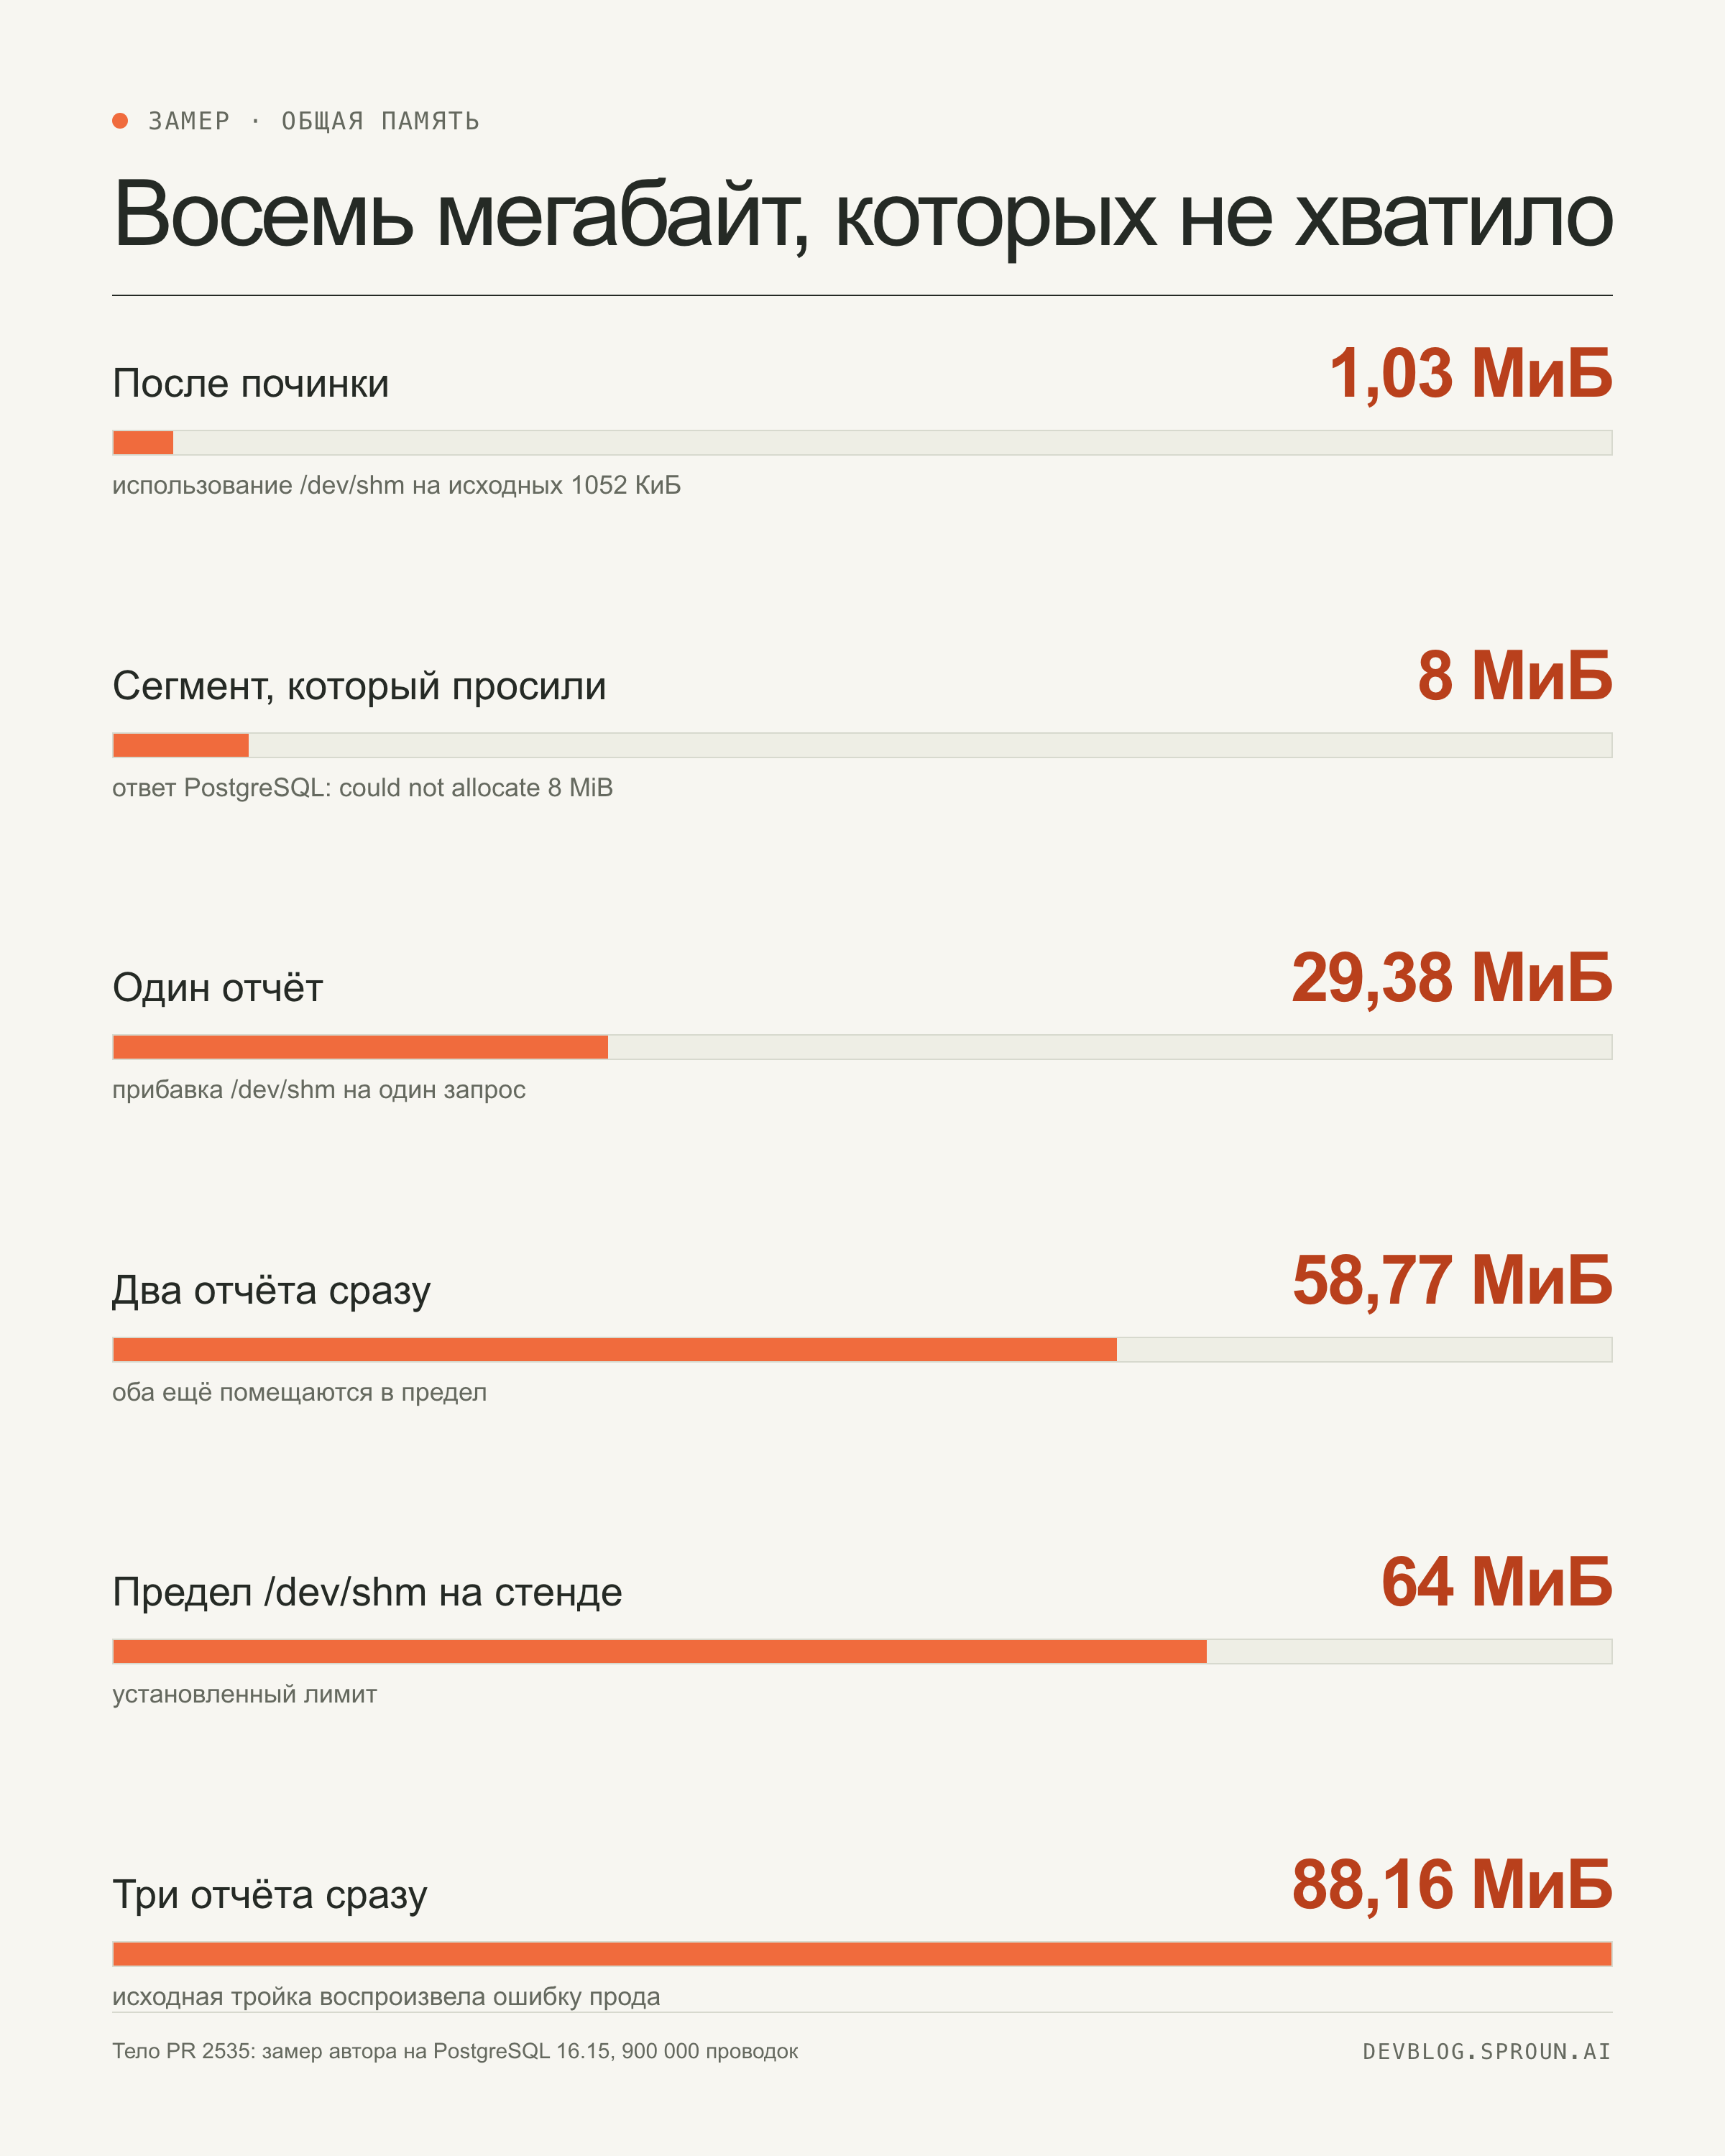 ЗАМЕР · ОБЩАЯ ПАМЯТЬ
Восемь мегабайт, которых не хватило
После починки
1,03 МиБ
использование /dev/shm на исходных 1052 КиБ
Сегмент, который просили
8 МиБ
ответ PostgreSQL: could not allocate 8 MiB
Один отчёт
29,38 МиБ
прибавка /dev/shm на один запрос
Два отчёта сразу
58,77 МиБ
оба ещё помещаются в предел
Предел /dev/shm на стенде
64 МиБ
установленный лимит
Три отчёта сразу
88,16 МиБ
исходная тройка воспроизвела ошибку прода
Тело PR 2535: замер автора на PostgreSQL 16.15, 900 000 проводок
DEVBLOG.SPROUN.AI